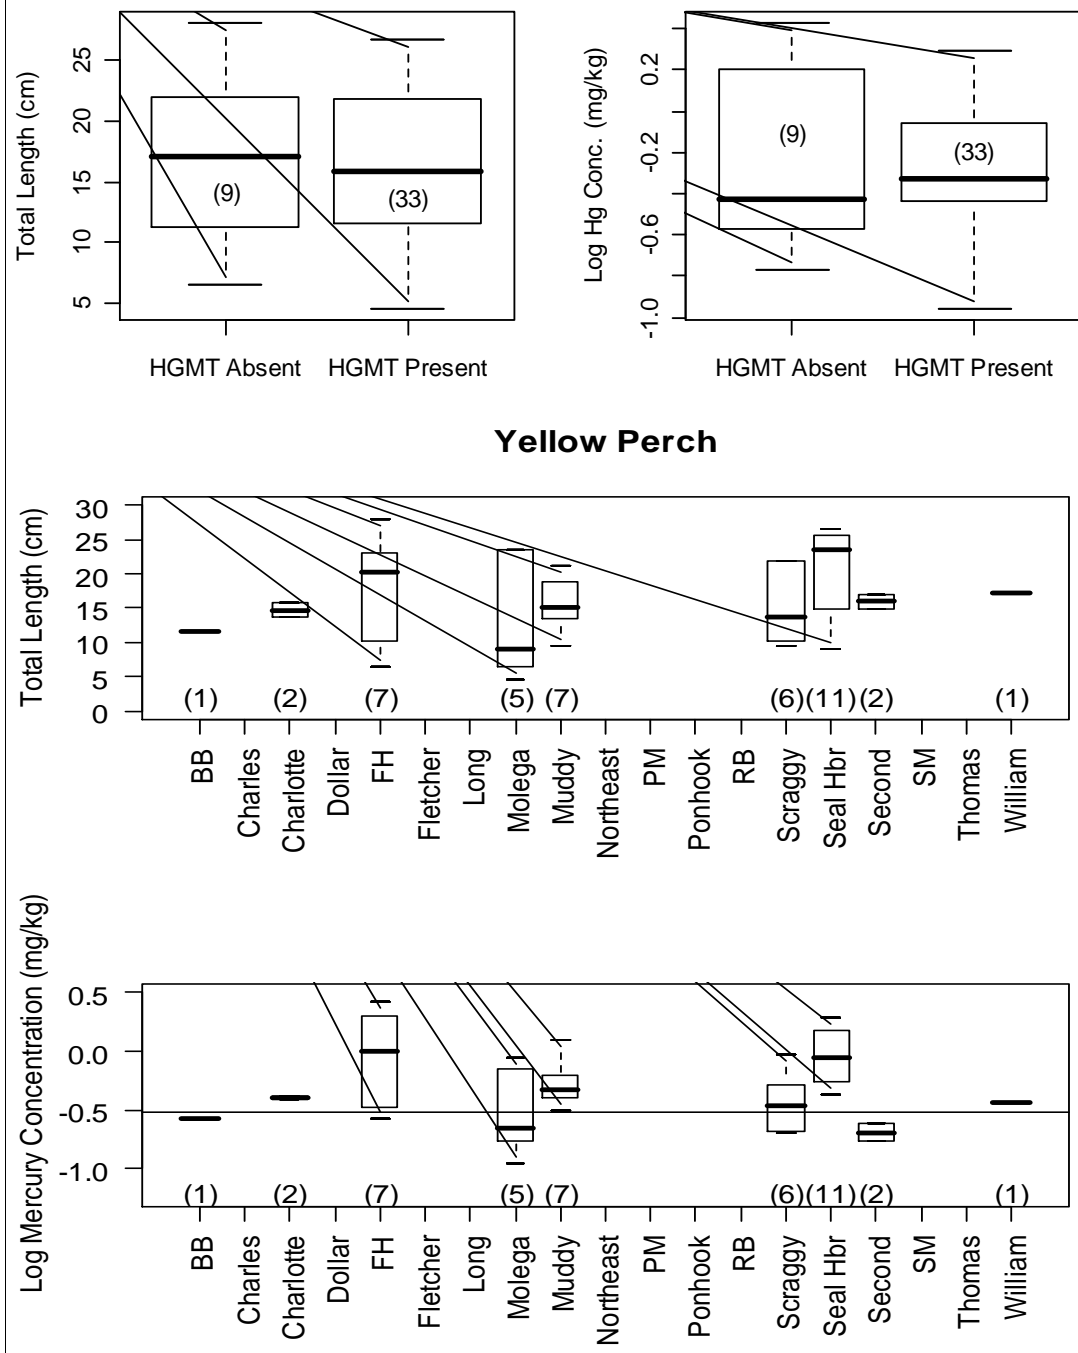 Total Length (cm)
25
20
15
10
5
(9)
(33)
HGMT Absent
HGMT Present
Log Hg Conc. (mg/kg)
0.2
-0.2
-0.6
-1.0
(9)
(33)
HGMT Absent
HGMT Present
Yellow Perch
Total Length (cm)
30
25
20
15
10
5
0
(1) (2) (7) (5) (7) (6) (11) (2) (1)
BB
Charles
Charlotte
Dollar
FH
Fletcher
Long
Molega
Muddy
Northeast
PM
Ponhook
RB
Scraggy
Seal Hbr
Second
SM
Thomas
William
Log Mercury Concentration (mg/kg)
0.5
0.0
-0.5
-1.0
(1) (2) (7) (5) (7) (6) (11) (2) (1)
BB
Charles
Charlotte
Dollar
FH
Fletcher
Long
Molega
Muddy
Northeast
PM
Ponhook
RB
Scraggy
Seal Hbr
Second
SM
Thomas
William